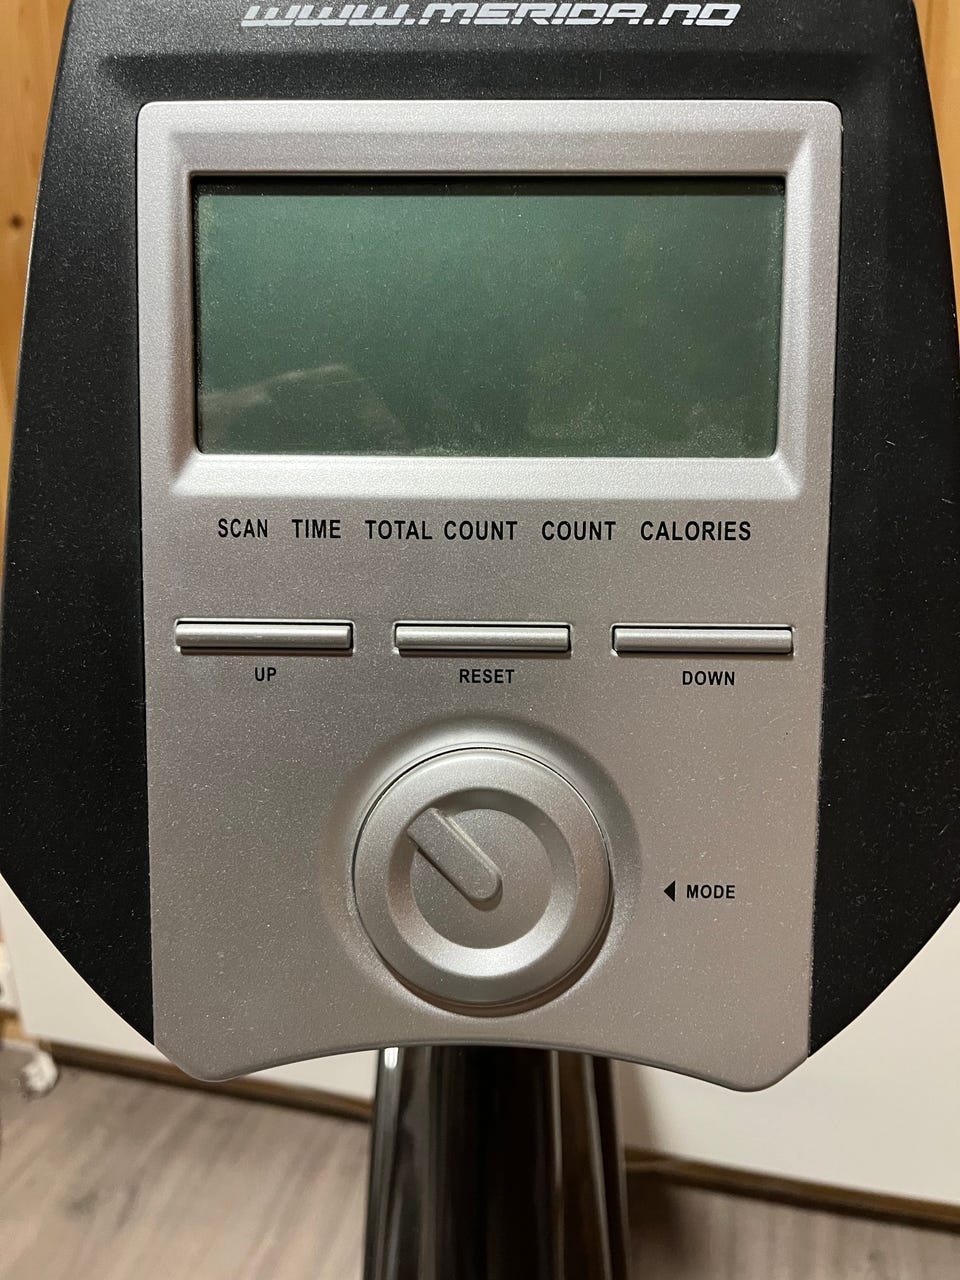 WWW.MERIDA.NO
SCAN TIME TOTAL COUNT COUNT CALORIES
UP RESET DOWN
MODE